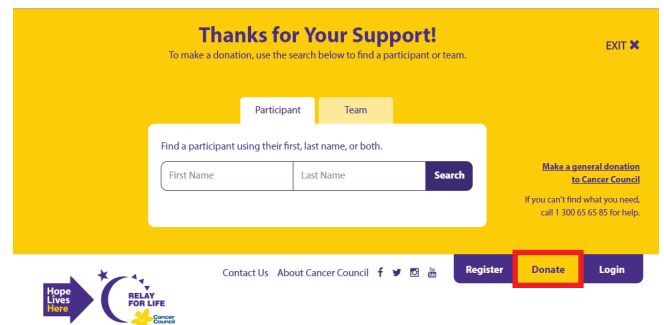 Thanks for Your Support!
To make a donation, use the search below to find a participant or team.
EXIT ✖
Participant
Team
Find a participant using their first, last name, or both.
First Name
Last Name
Search
Make a general donation
to Cancer Council
If you can't find what you need,
call 1 300 65 65 85 for help.
Contact Us About Cancer Council
Register
Donate
Login
Hope
Lives
Here
RELAY
FOR LIFE
Cancer
Council